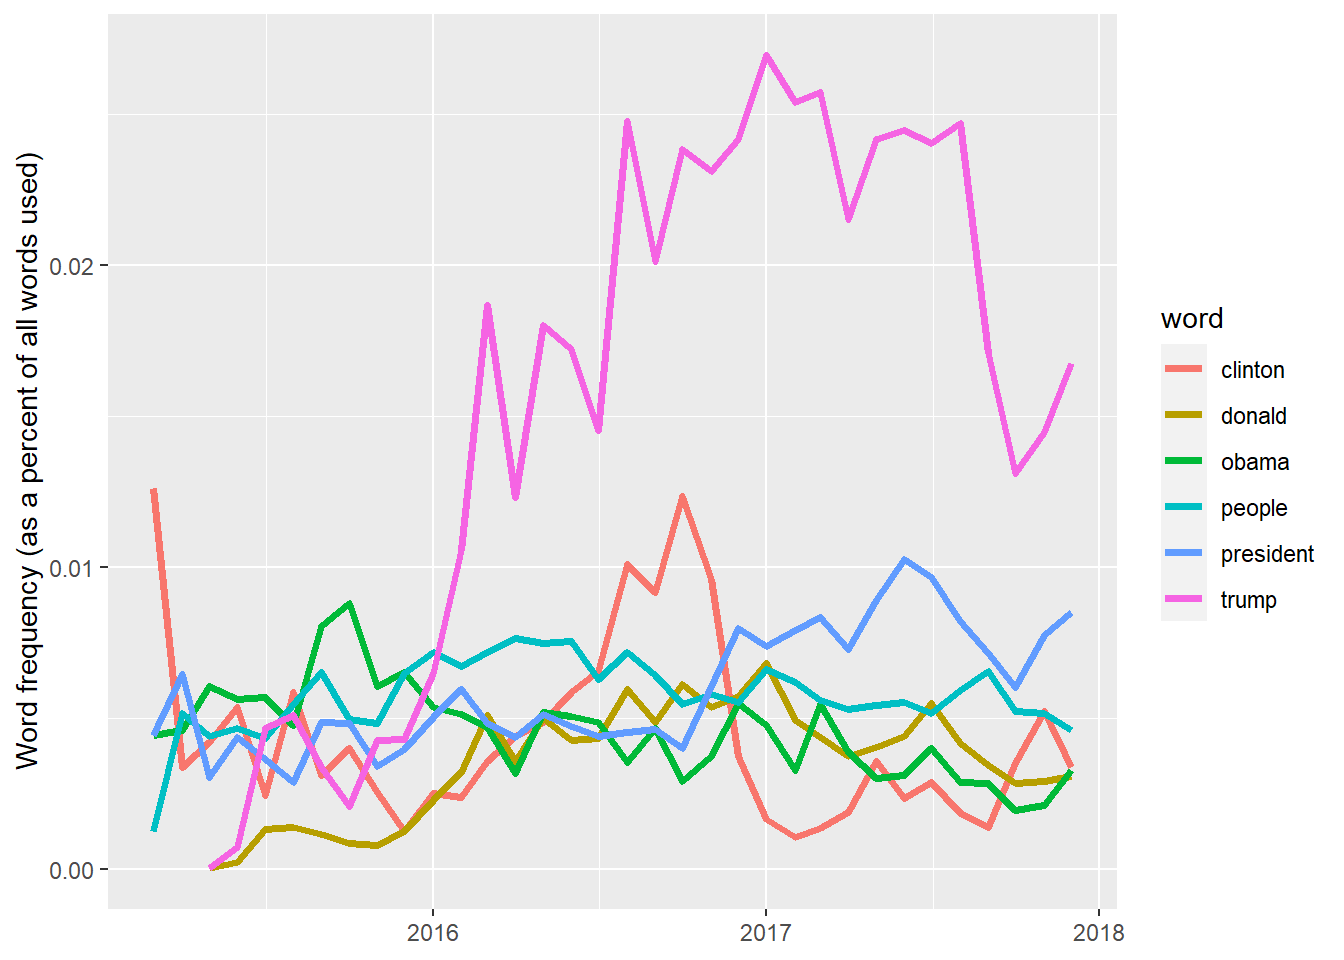 Word frequency (as a percent of all words used)
0.02
0.01
0.00
2016
2017
2018
word
clinton
donald
obama
people
president
trump